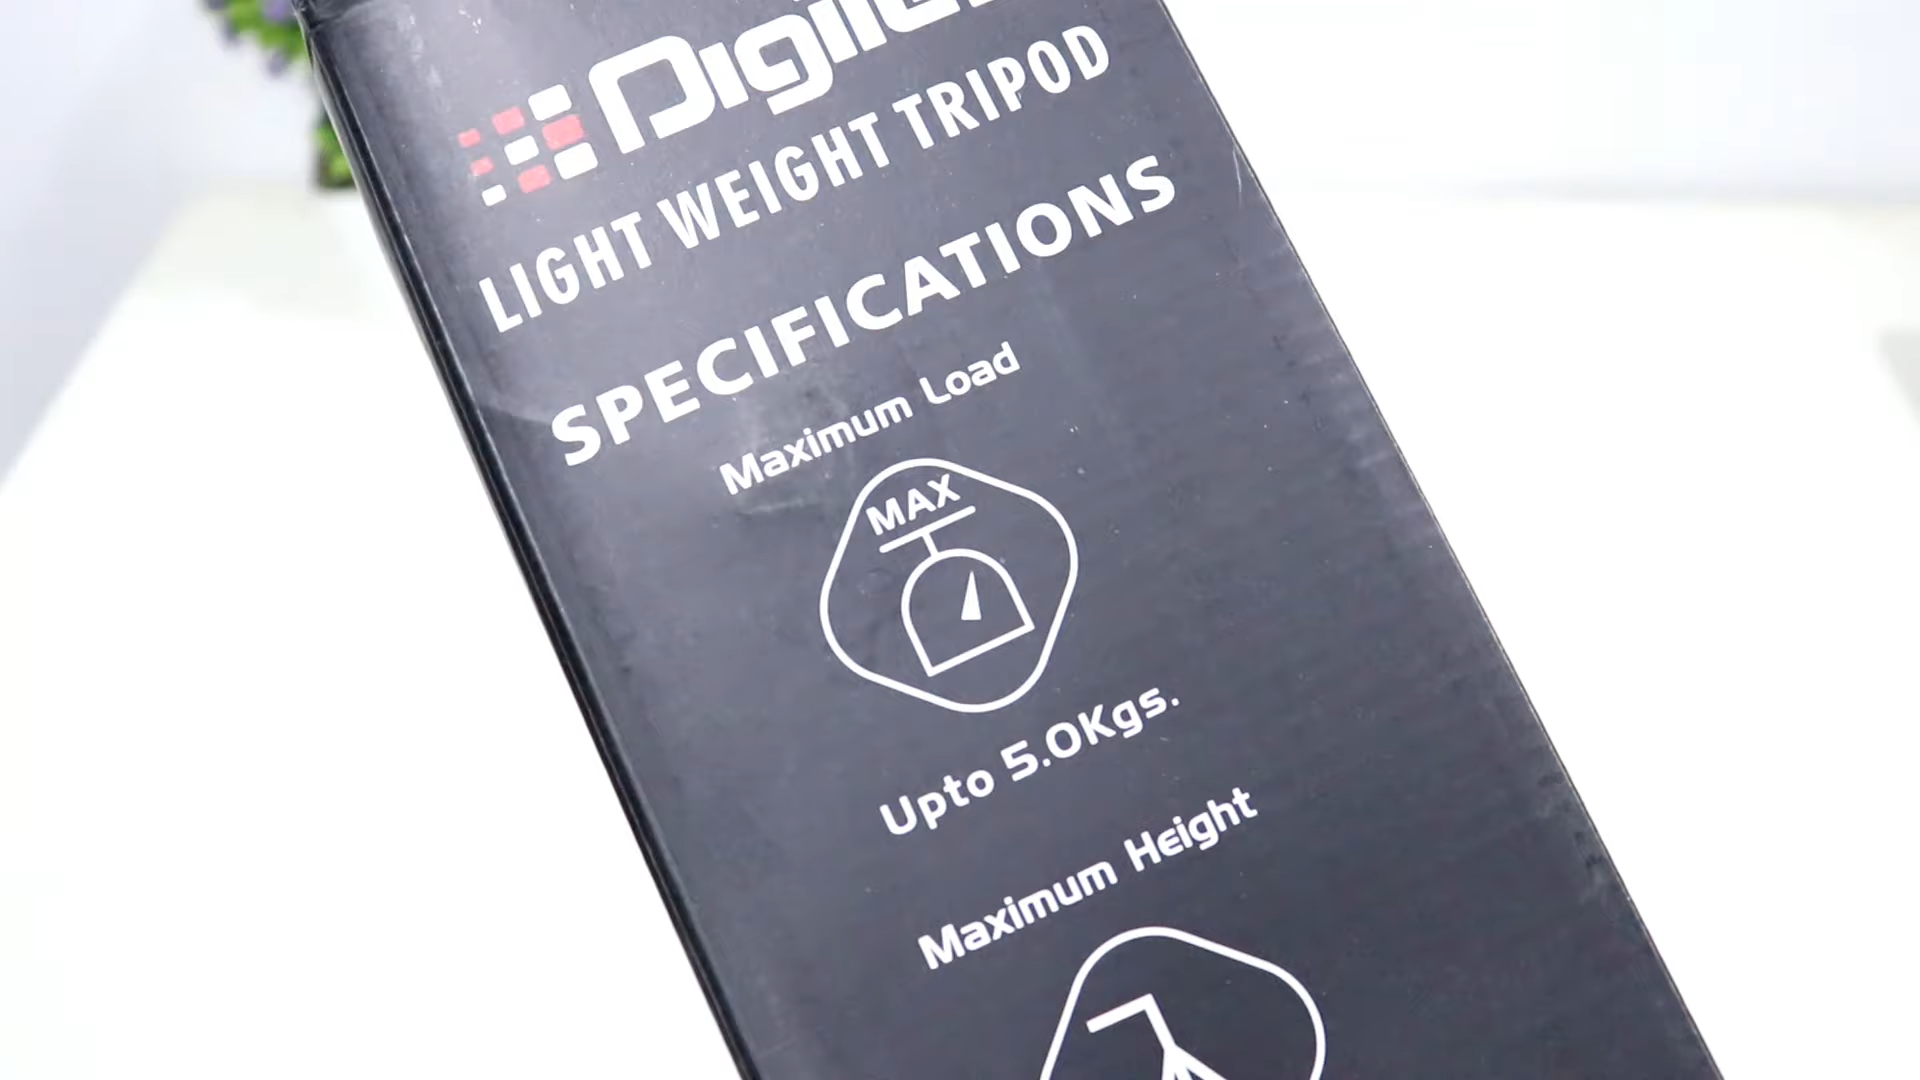 LIGHT WEIGHT TRIPOD
SPECIFICATIONS
Maximum Load
MAX
Upto 5.0Kgs.
Maximum Height